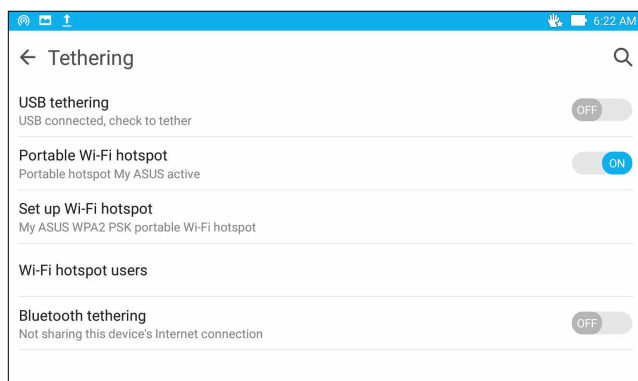 6:22 AM
Tethering
USB tethering
OFF
USB connected, check to tether
Portable Wi-Fi hotspot
ON
Portable hotspot My ASUS active
Set up Wi-Fi hotspot
My ASUS WPA2 PSK portable Wi-Fi hotspot
Wi-Fi hotspot users
Bluetooth tethering
OFF
Not sharing this device's Internet connection